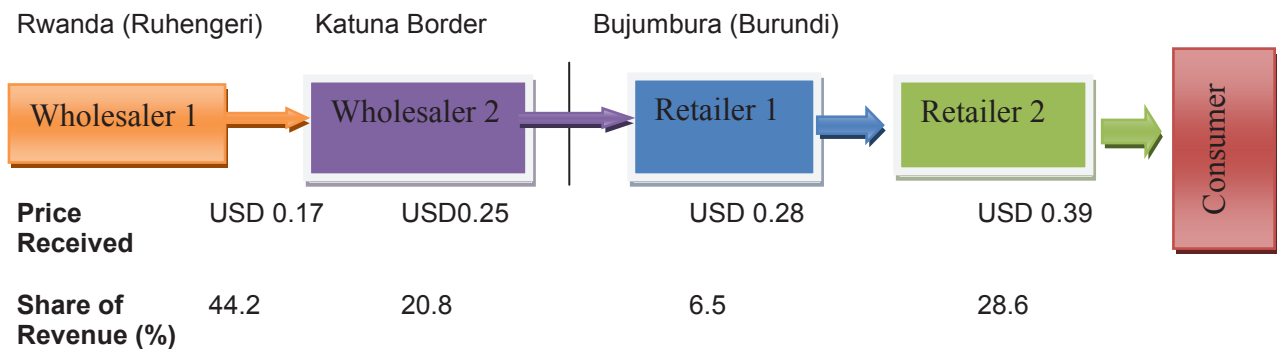 Rwanda (Ruhengeri) Katuna Border Bujumbura (Burundi)
Wholesaler 1 Wholesaler 2 Retailer 1 Retailer 2
Consumer
Price USD 0.17 USD0.25 USD 0.28 USD 0.39
Received
Share of 44.2 20.8 6.5 28.6
Revenue (%)